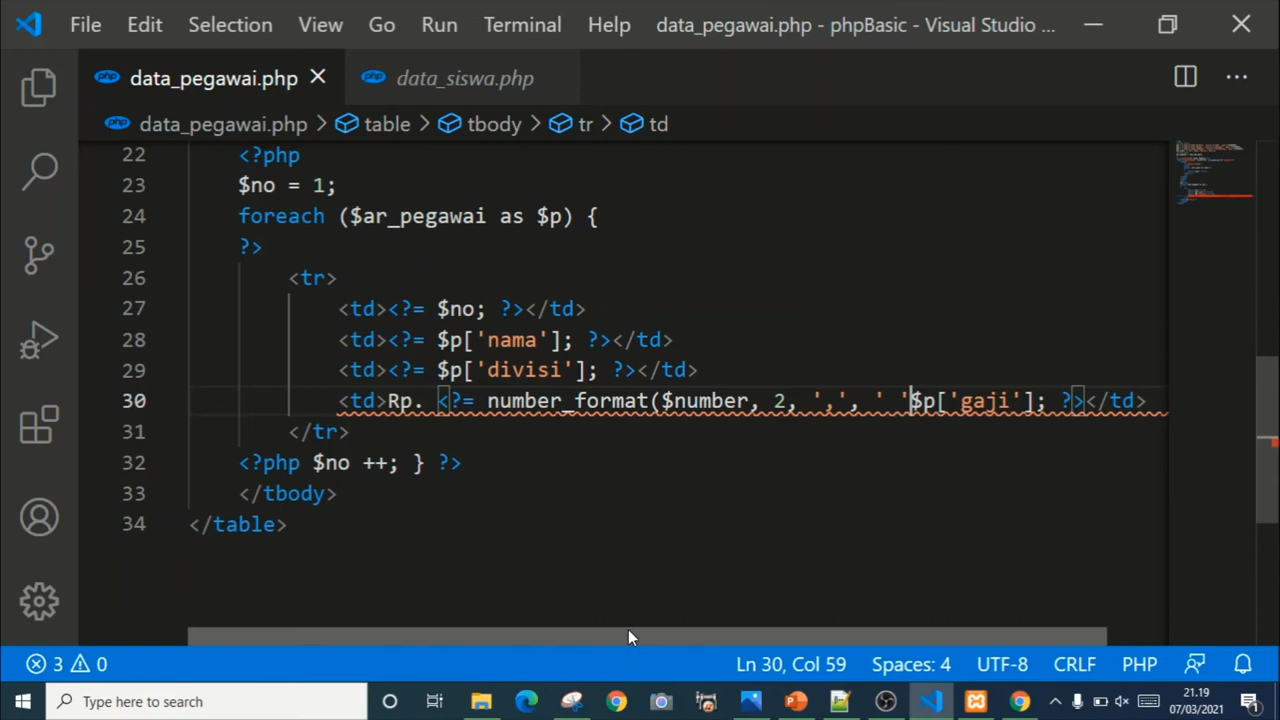 File Edit Selection View Go Run Terminal Help data_pegawai.php - phpBasic - Visual Studio ...
data_pegawai.php data_siswa.php
data_pegawai.php > table > tbody > tr > td
22 <?php
23 $no = 1;
24 foreach ($ar_pegawai as $p) {
25 ?>
26 <tr>
27 <td><?= $no; ?></td>
28 <td><?= $p['nama']; ?></td>
29 <td><?= $p['divisi']; ?></td>
30 <td>Rp. <?= number_format($number, 2, ',', ' '$p['gaji']; ?></td>
31 </tr>
32 <?php $no ++; } ?>
33 </tbody>
34 </table>
3 0 Ln 30, Col 59 Spaces: 4 UTF-8 CRLF PHP
Type here to search 21.19
07/03/2021 1